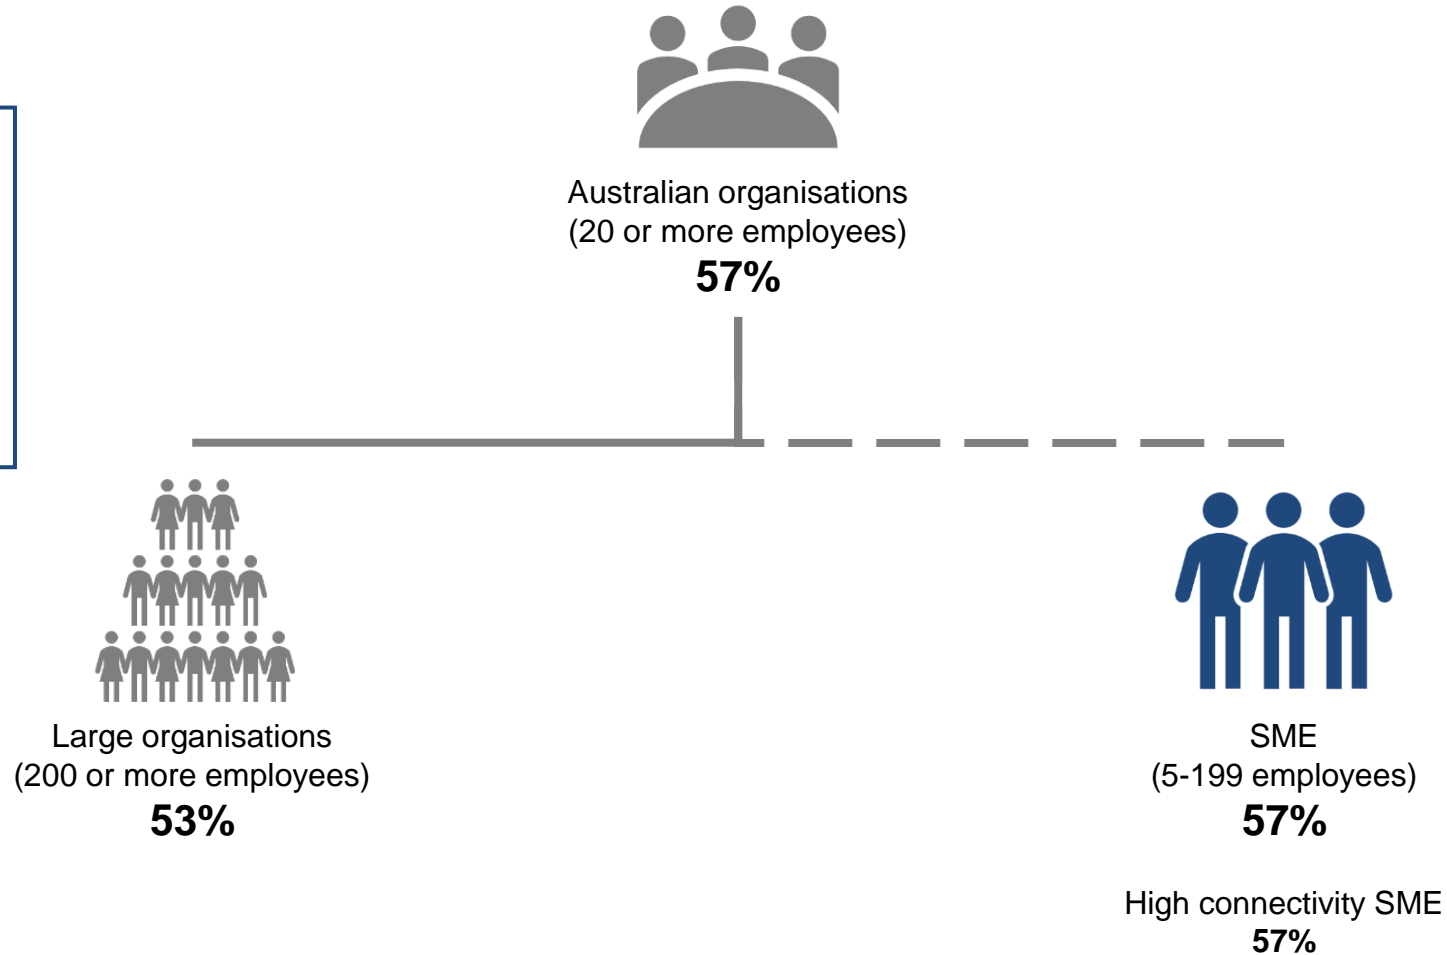 Australian organisations
(20 or more employees)
57%
Large organisations
(200 or more employees)
53%
SME
(5-199 employees)
57%
High connectivity SME
57%